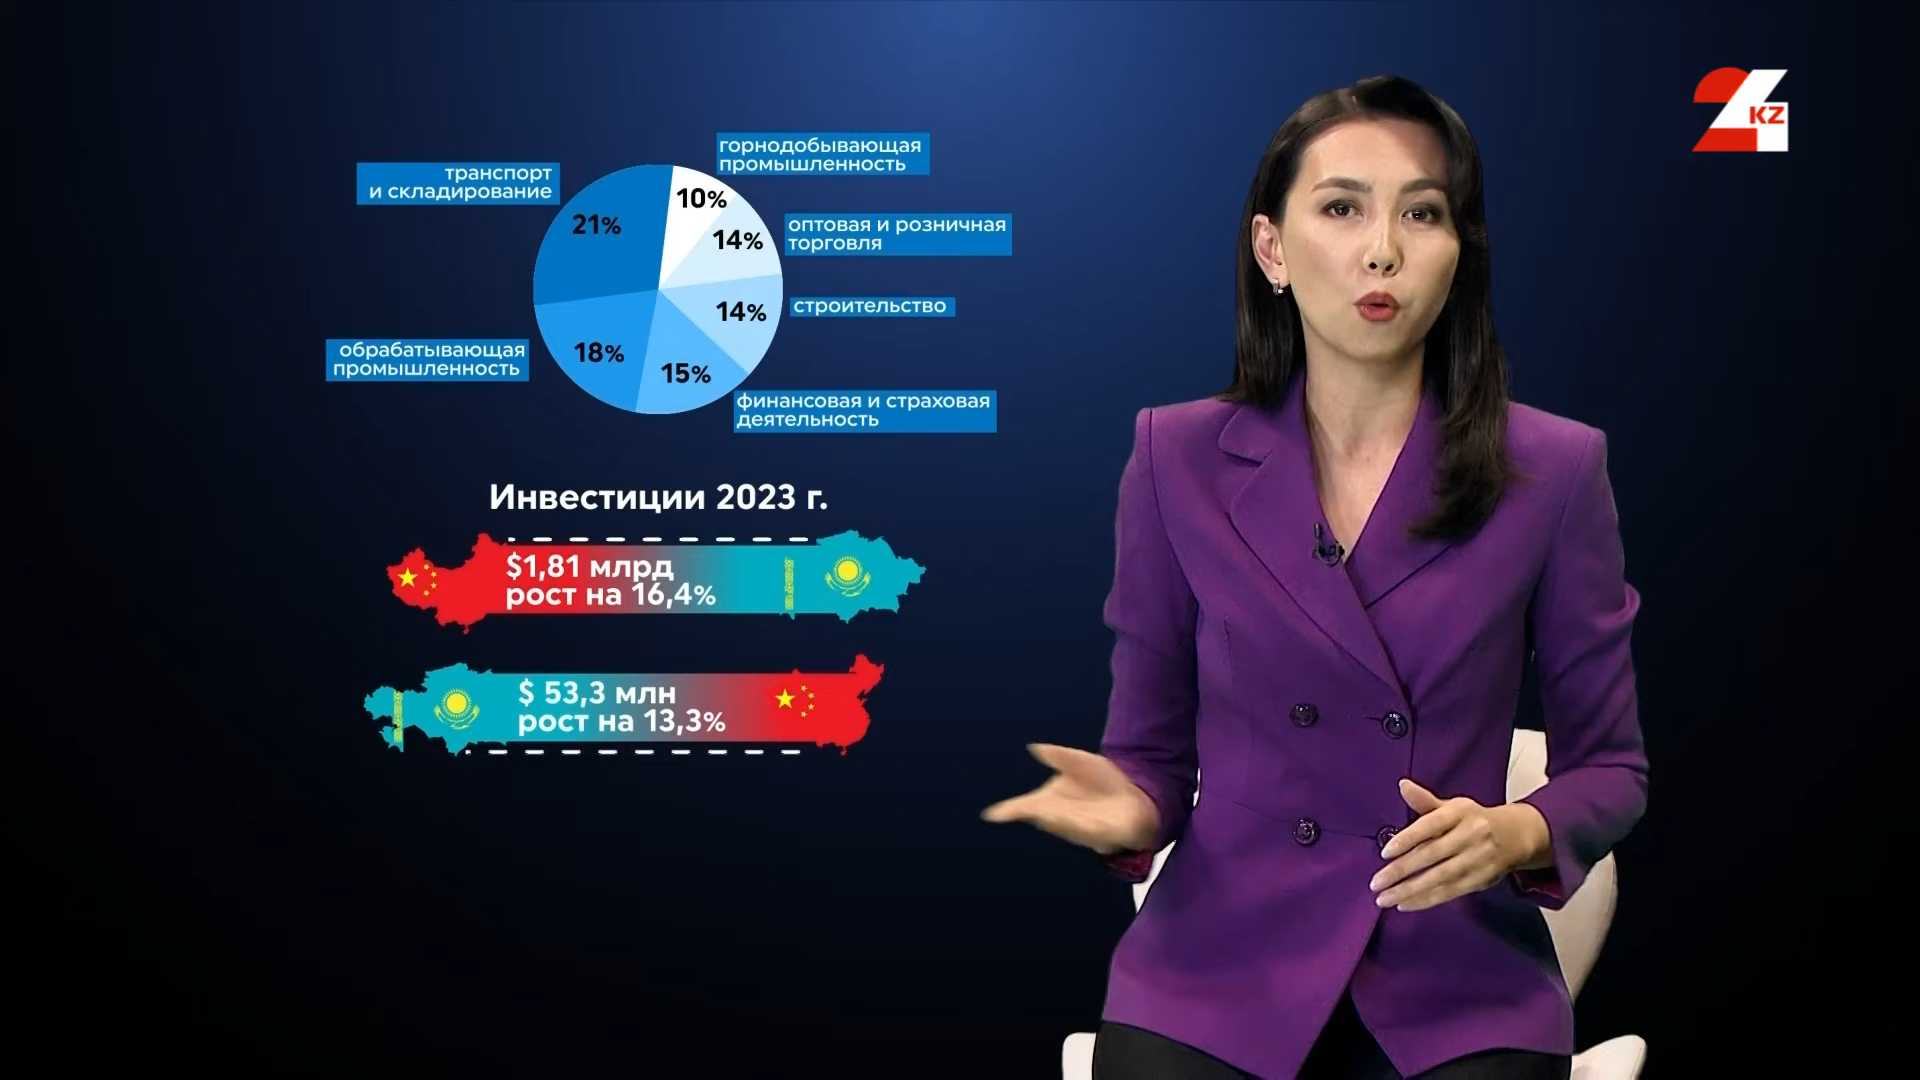 24
KZ
горнодобывающая
промышленность
10%
транспорт
и складирование
21%
оптовая и розничная
торговля
14%
строительство
14%
обрабатывающая
промышленность
18%
15%
финансовая и страховая
деятельность
Инвестиции 2023 г.
$1,81 млрд
рост на 16,4%
$ 53,3 млн
рост на 13,3%